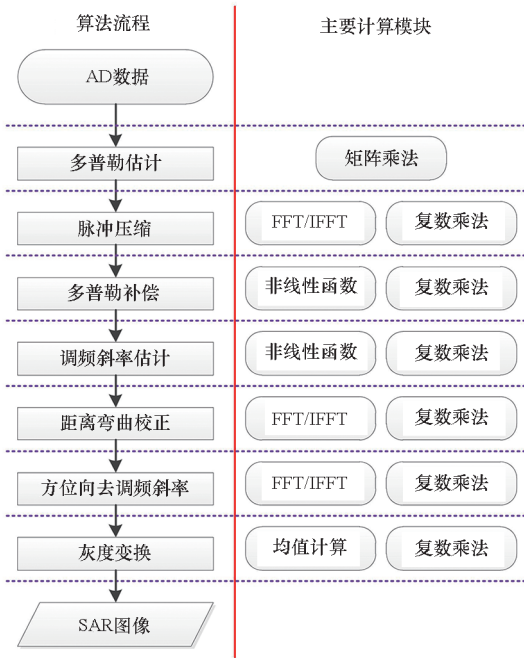 算法流程
主要计算模块
AD数据
多普勒估计
矩阵乘法
脉冲压缩
FFT/IFFT
复数乘法
多普勒补偿
非线性函数
复数乘法
调频斜率估计
非线性函数
复数乘法
距离弯曲校正
FFT/IFFT
复数乘法
方位向去调频斜率
FFT/IFFT
复数乘法
灰度变换
均值计算
复数乘法
SAR图像